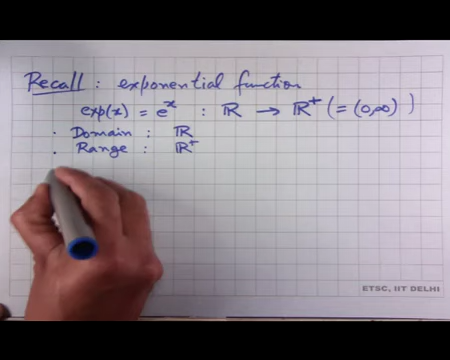 Recall : exponential function
exp(x) = e^x : ℝ → ℝ⁺ (= (0,∞))
. Domain : ℝ
. Range : ℝ⁺
ETSC, IIT DELHI